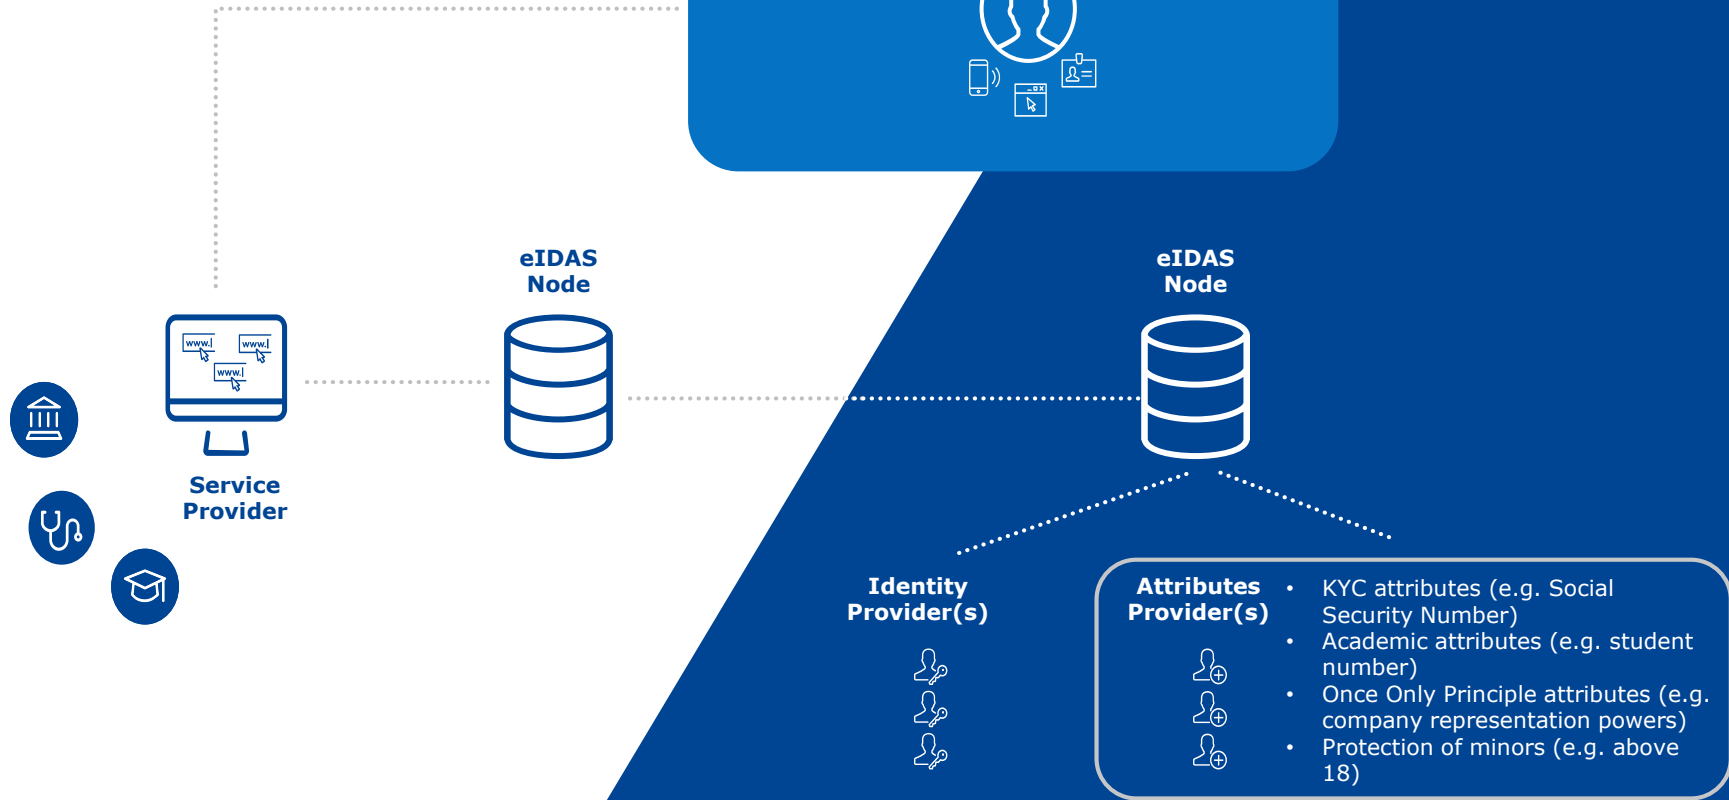 eIDAS
Node
eIDAS
Node
www.
www.
www.
Service
Provider
Identity
Provider(s)
Attributes
Provider(s)
• KYC attributes (e.g. Social
Security Number)
• Academic attributes (e.g. student
number)
• Once Only Principle attributes (e.g.
company representation powers)
• Protection of minors (e.g. above
18)